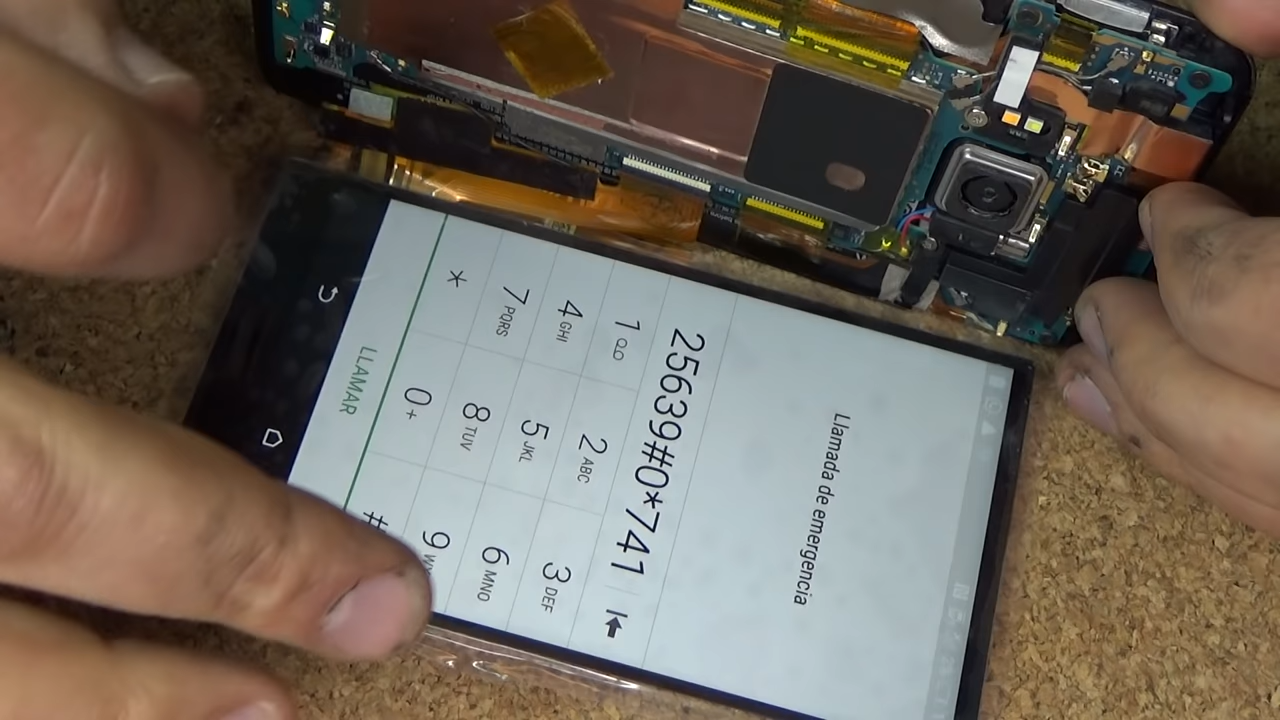 Llamada de emergencia
25639#0*741
1
2 ABC
3 DEF
4 GHI
5 JKL
6 MNO
7 PQRS
8 TUV
9
*
0 +
#
LLAMAR